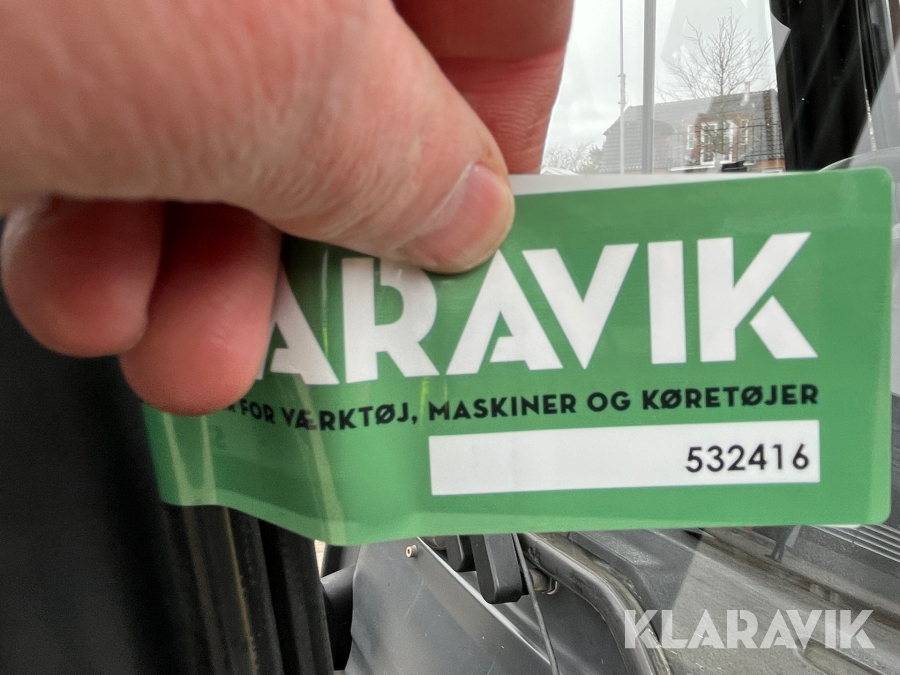 ARAVIK
FOR VÆRKTØJ, MASKINER OG KØRETØJER
532416
KLARAVIK